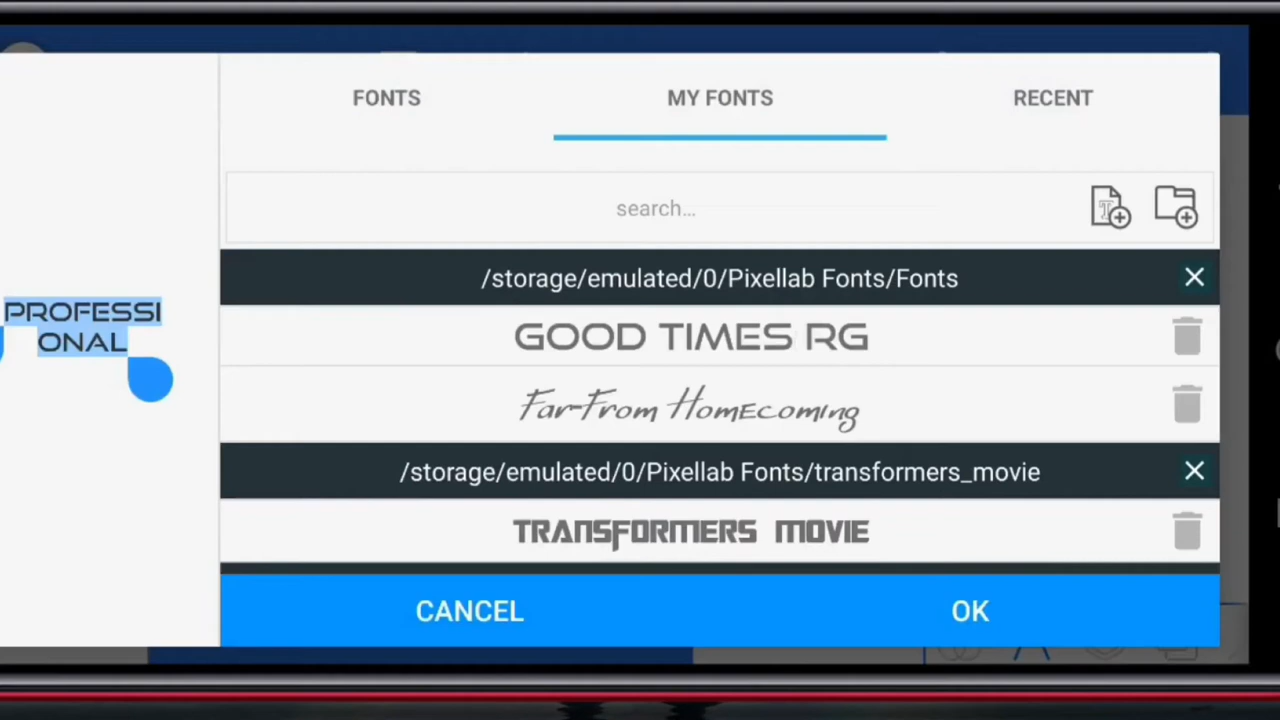 FONTS
MY FONTS
RECENT
search...
/storage/emulated/0/Pixellab Fonts/Fonts
GOOD TIMES RG
Far-From Homecoming
/storage/emulated/0/Pixellab Fonts/transformers_movie
TRANSFORMERS MOVIE
PROFESSI
ONAL
CANCEL
OK